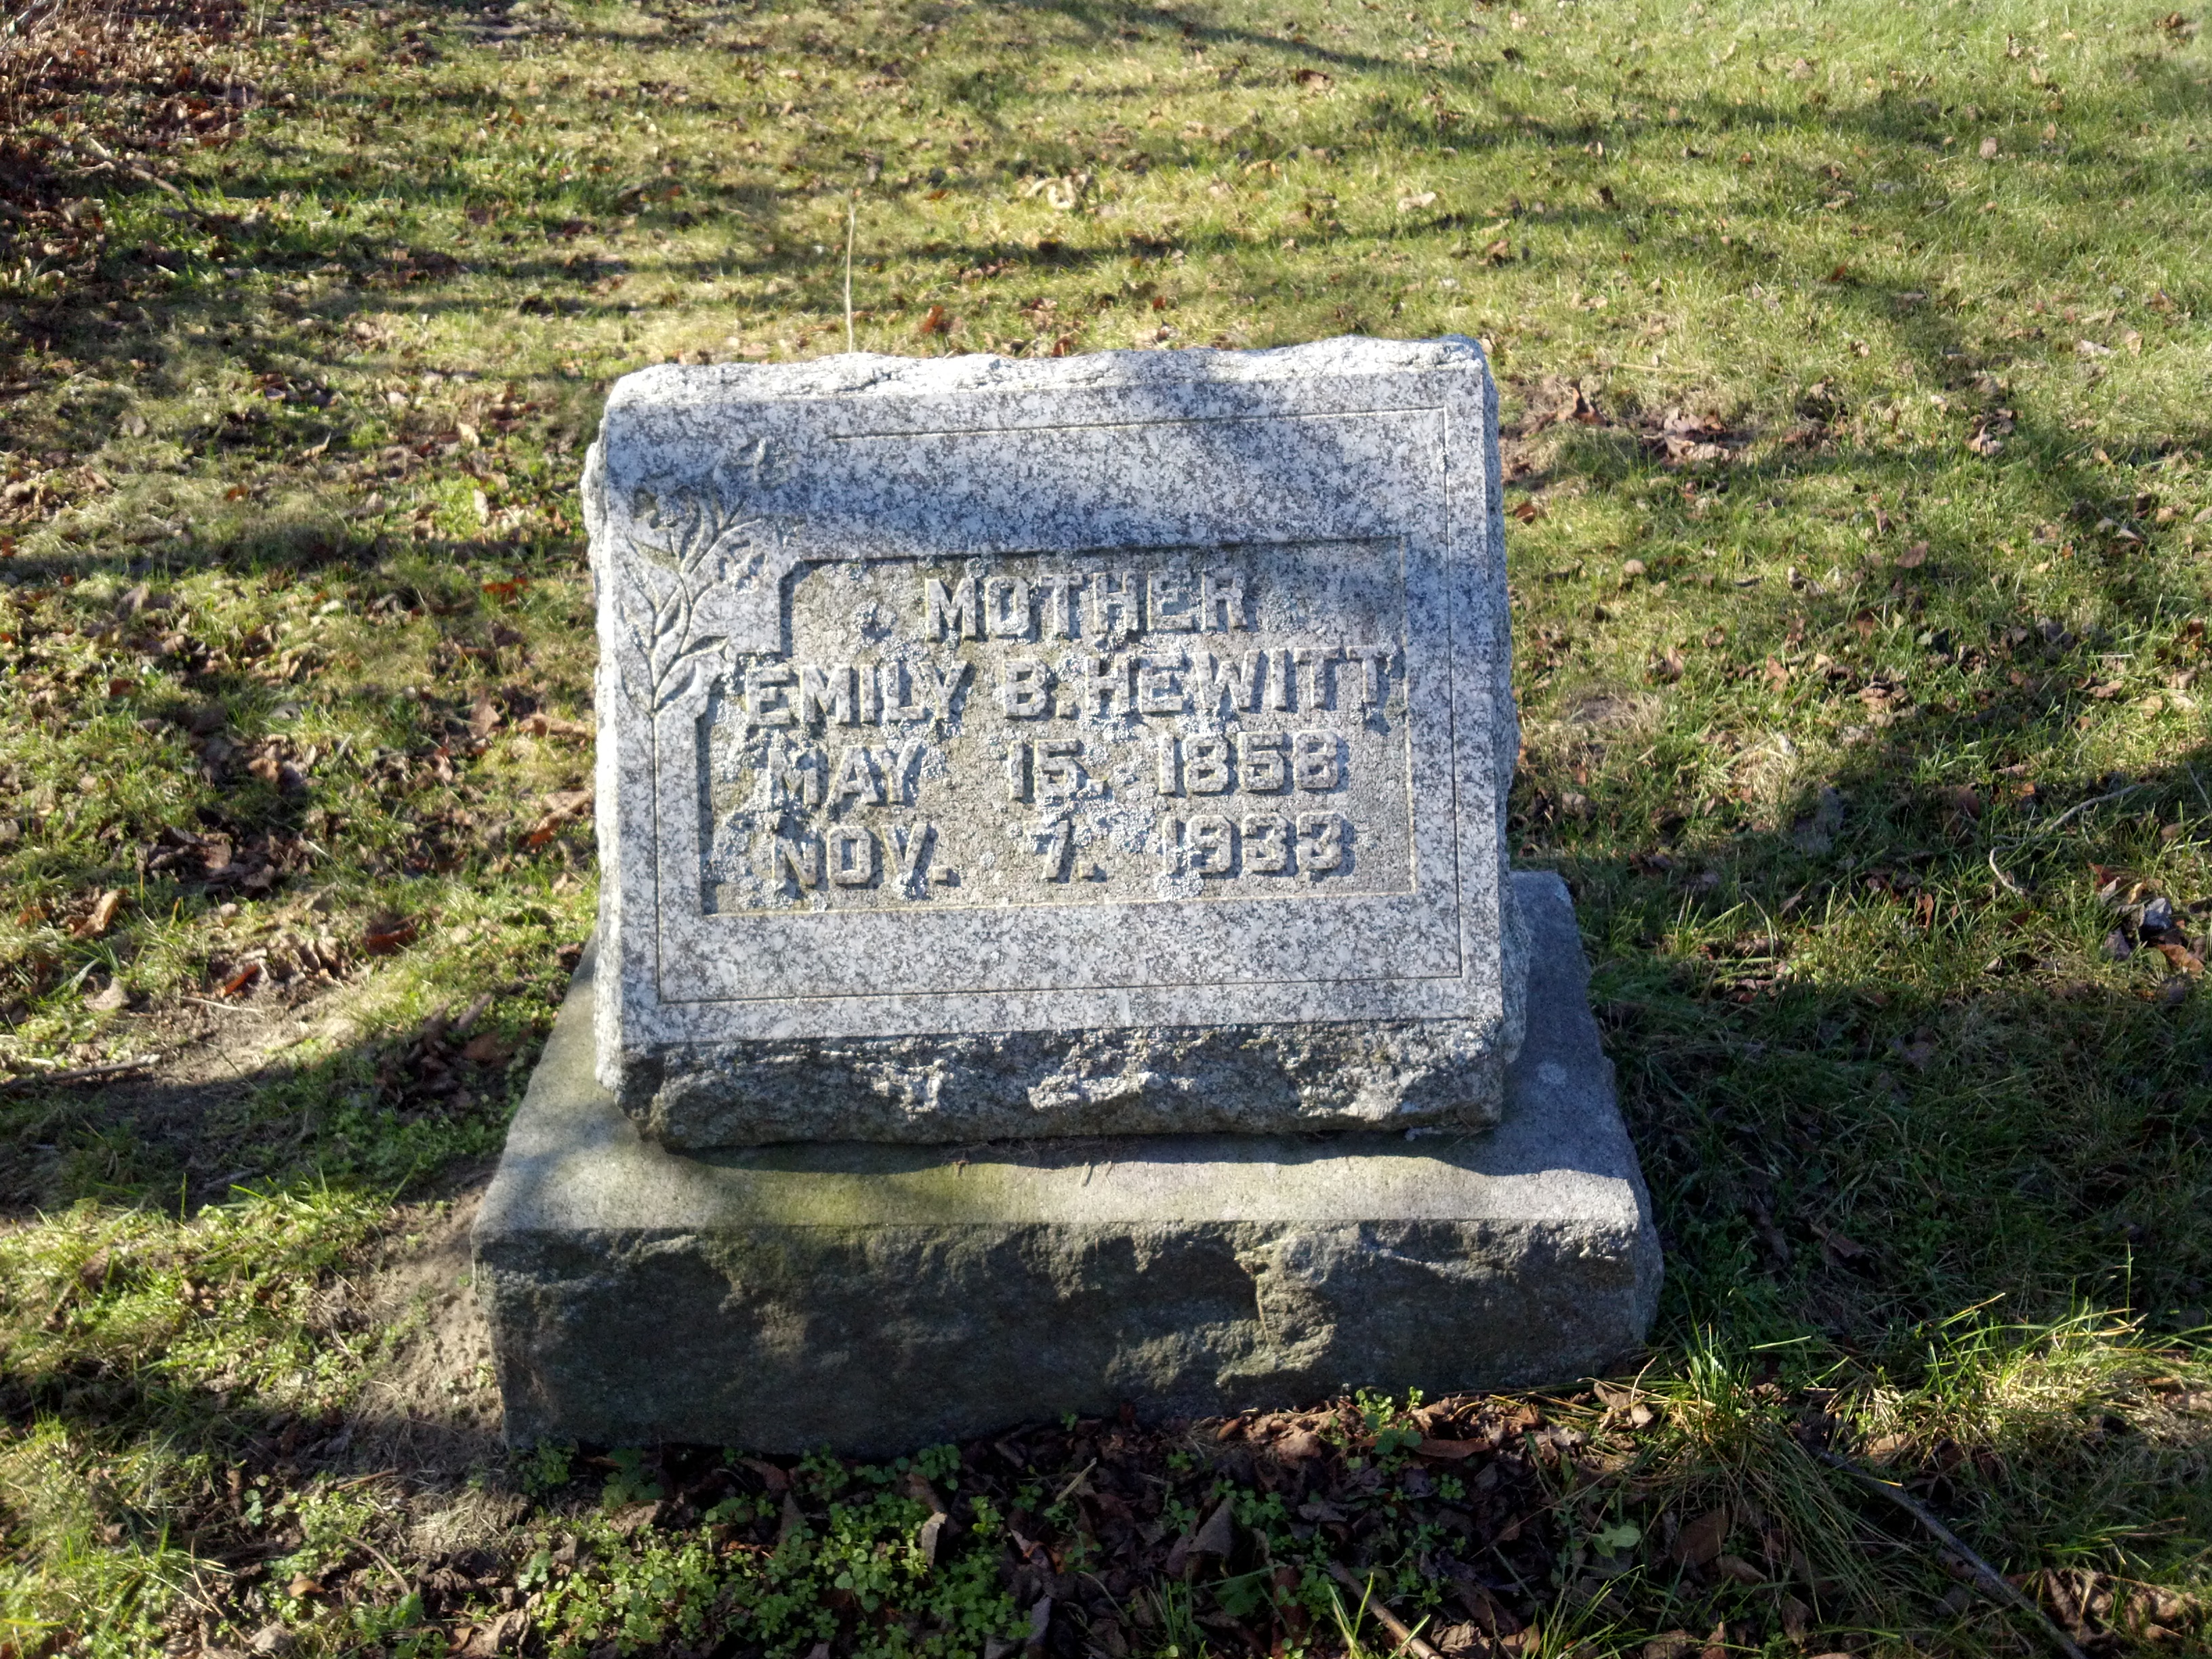 MOTHER
EMILY B. HEWITT
MAY 15. 1858
NOV. 7. 1933